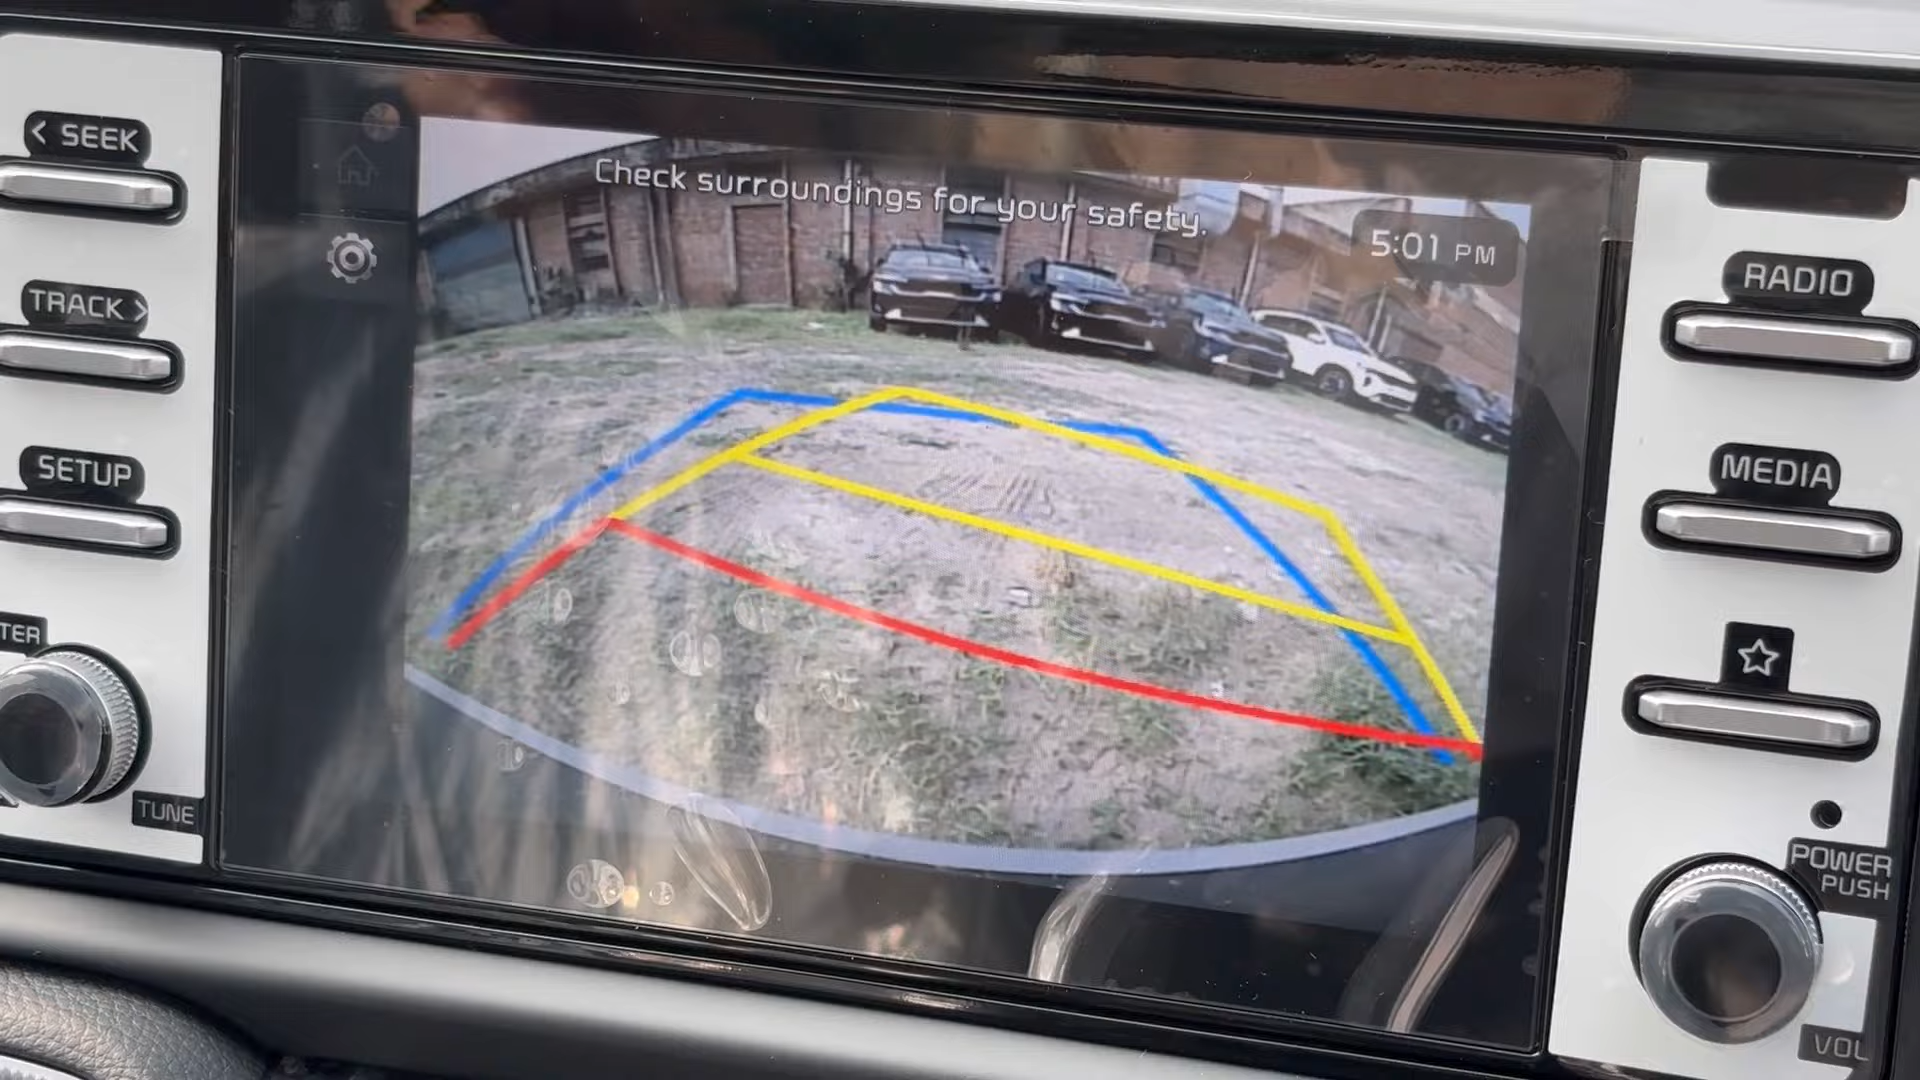 < SEEK
TRACK >
SETUP
TER
TUNE
Check surroundings for your safety.
5:01 PM
RADIO
MEDIA
POWER
PUSH
VOL